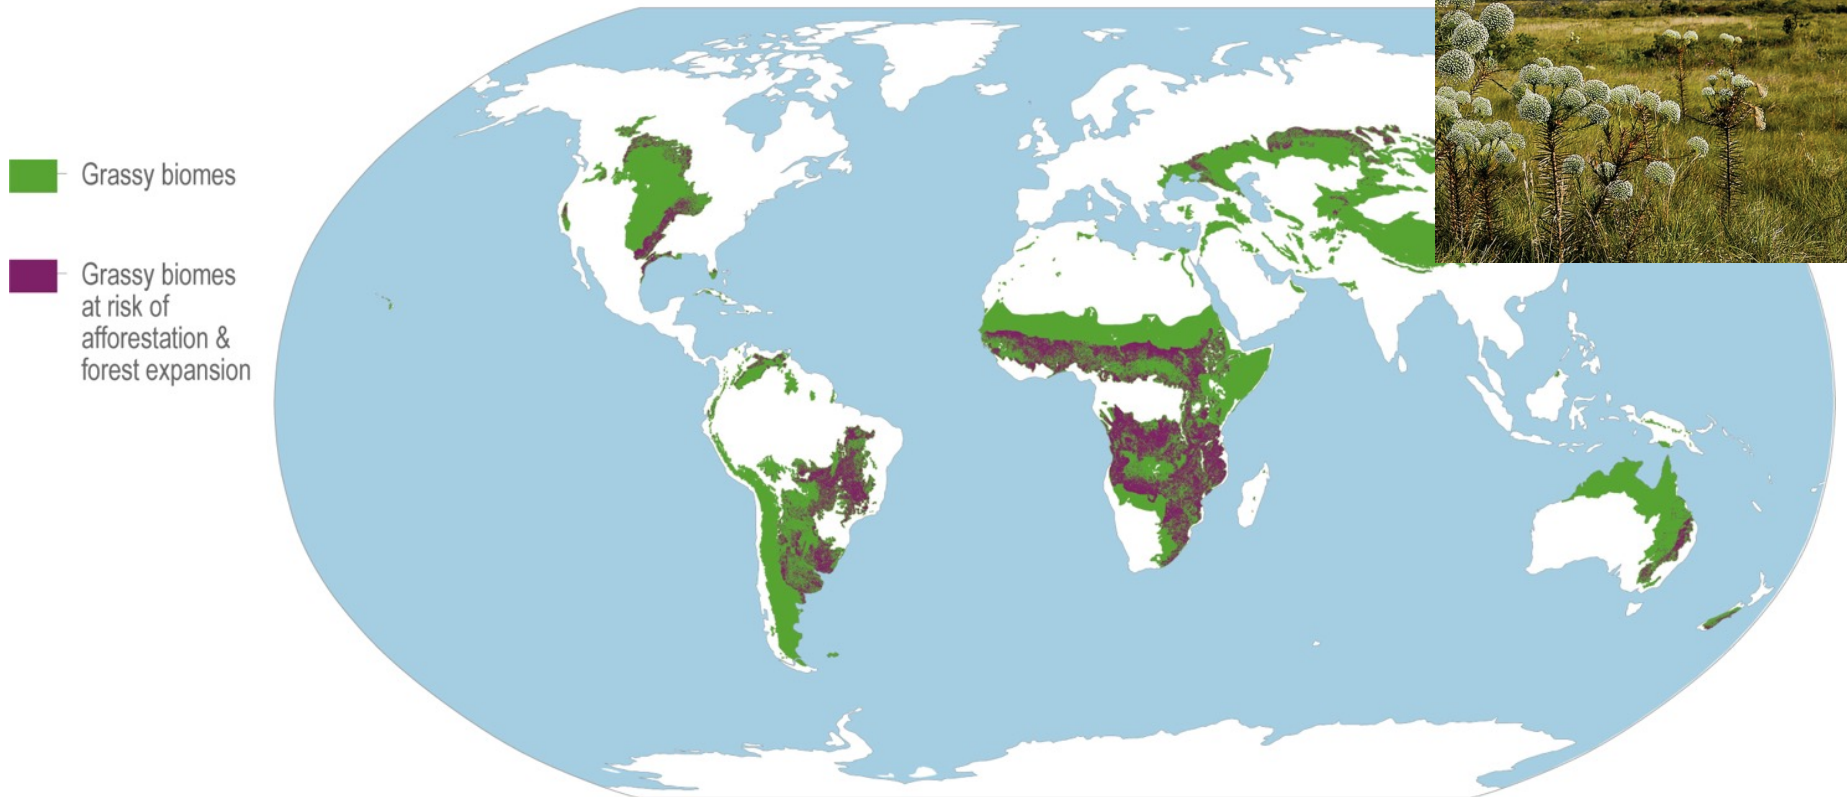 Grassy biomes
Grassy biomes
at risk of
afforestation &
forest expansion